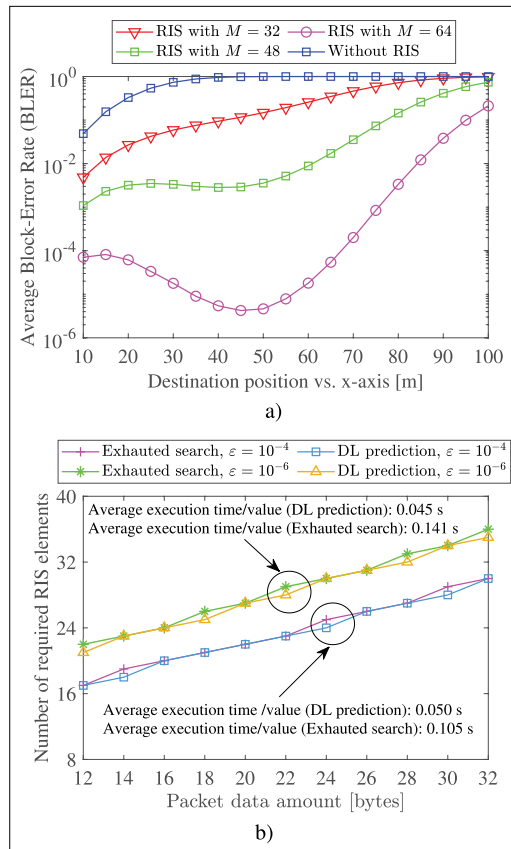 RIS with M = 32 RIS with M = 64
RIS with M = 48 Without RIS
Average Block-Error Rate (BLER)
10^0
10^-2
10^-4
10^-6
10 20 30 40 50 60 70 80 90 100
Destination position vs. x-axis [m]
a)
Exhauted search, ε = 10^-4 DL prediction, ε = 10^-4
Exhauted search, ε = 10^-6 DL prediction, ε = 10^-6
Number of required RIS elements
40
32
24
16
8
Average execution time/value (DL prediction): 0.045 s
Average execution time/value (Exhauted search): 0.141 s
Average execution time /value (DL prediction): 0.050 s
Average execution time/value (Exhauted search): 0.105 s
12 14 16 18 20 22 24 26 28 30 32
Packet data amount [bytes]
b)